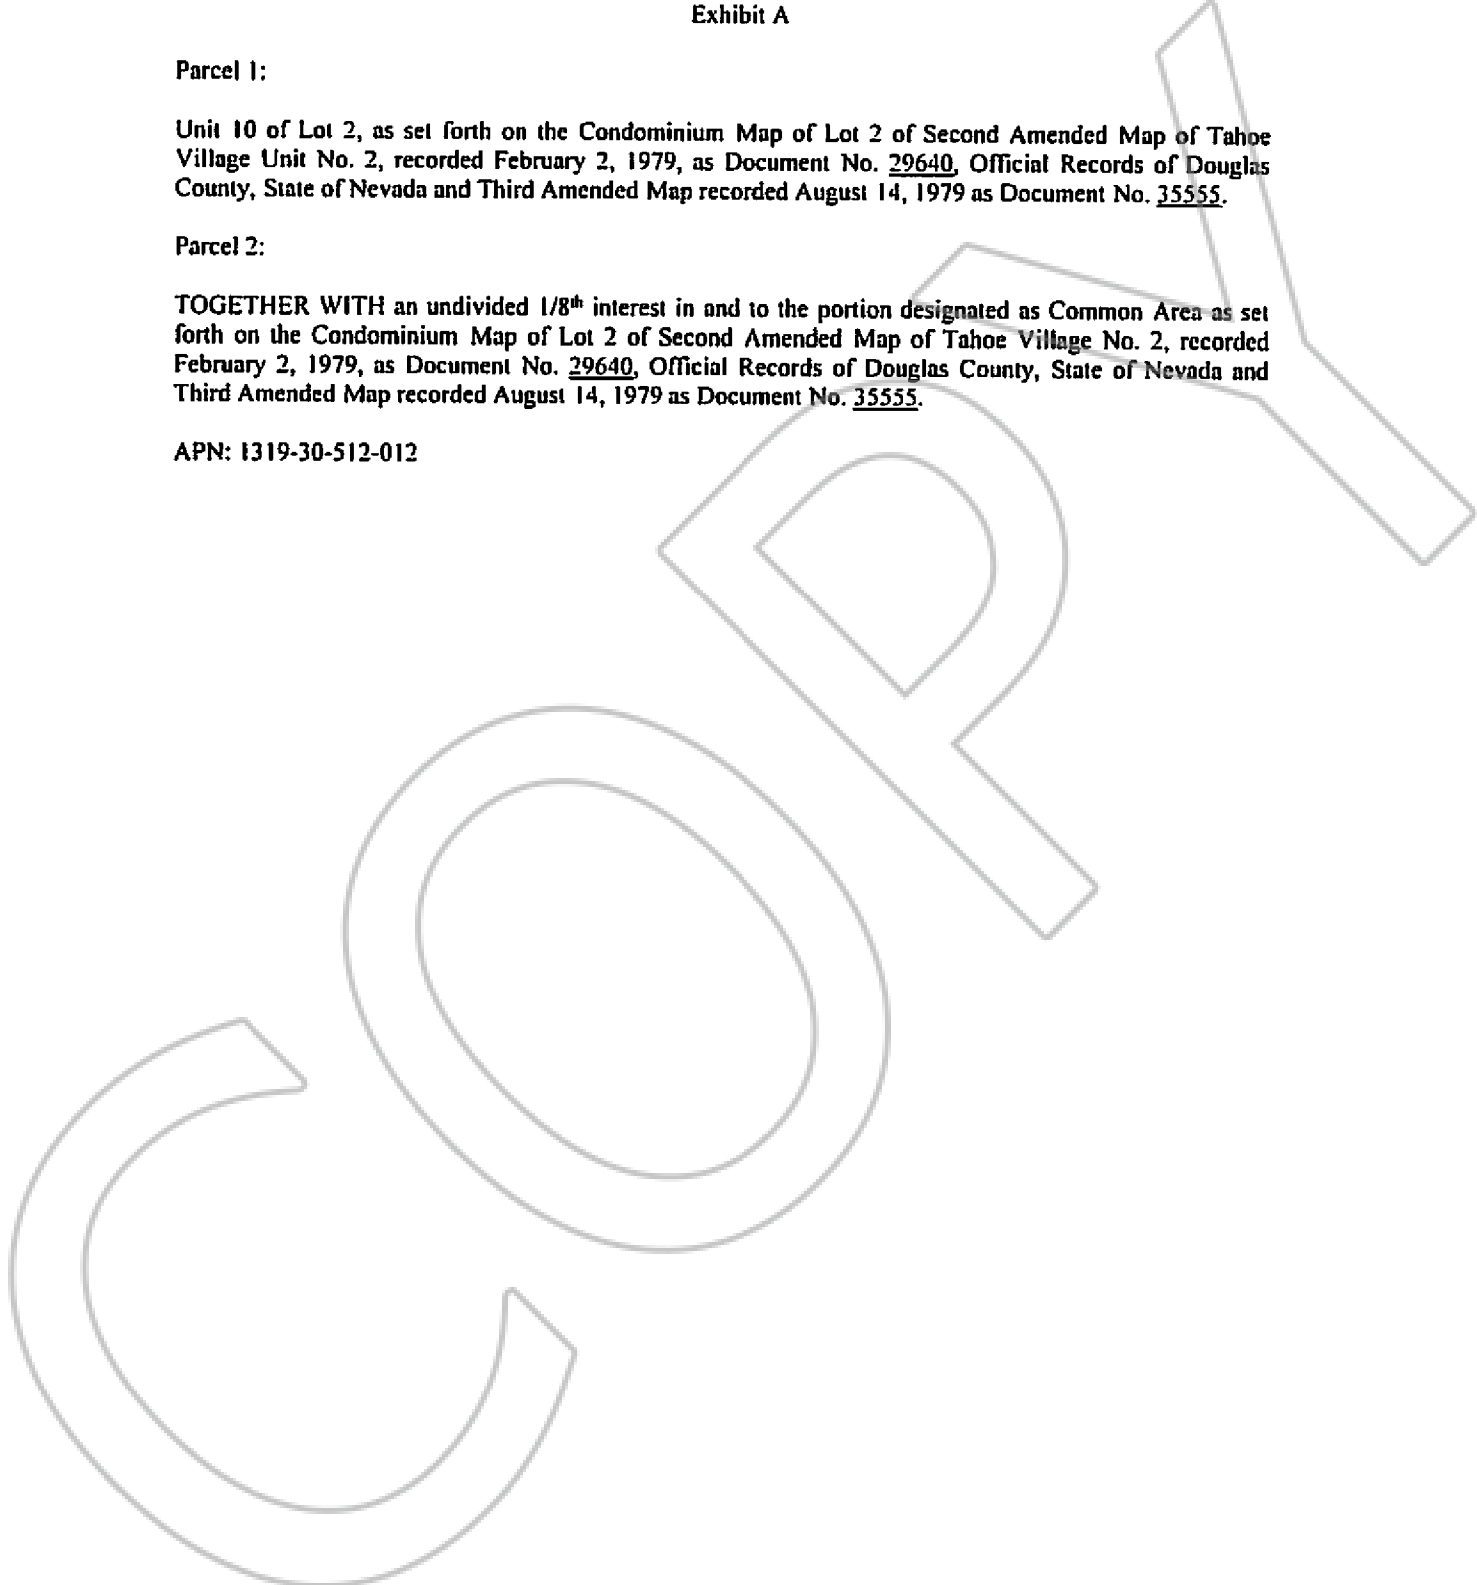 Exhibit A
Parcel 1:
Unit 10 of Lot 2, as set forth on the Condominium Map of Lot 2 of Second Amended Map of Tahoe
Village Unit No. 2, recorded February 2, 1979, as Document No. 29640, Official Records of Douglas
County, State of Nevada and Third Amended Map recorded August 14, 1979 as Document No. 35555.
Parcel 2:
TOGETHER WITH an undivided 1/8th interest in and to the portion designated as Common Area as set
forth on the Condominium Map of Lot 2 of Second Amended Map of Tahoe Village No. 2, recorded
February 2, 1979, as Document No. 29640, Official Records of Douglas County, State of Nevada and
Third Amended Map recorded August 14, 1979 as Document No. 35555.
APN: 1319-30-512-012
COPY